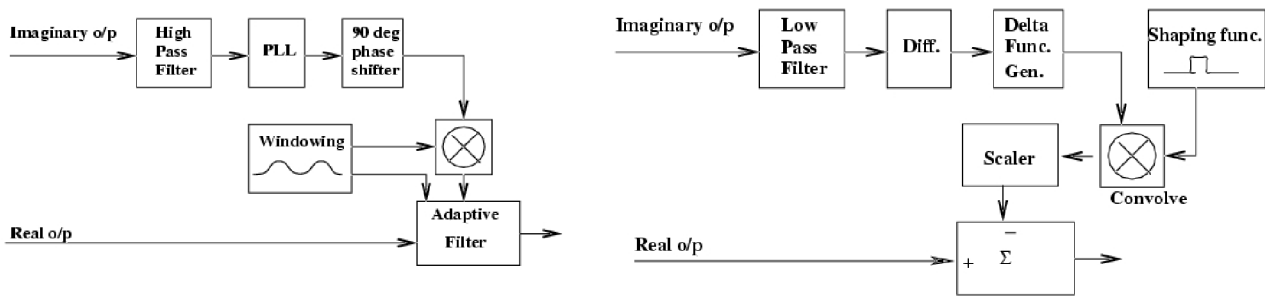 Imaginary o/p
High
Pass
Filter
PLL
90 deg
phase
shifter
Windowing
Real o/p
Adaptive
Filter
Imaginary o/p
Low
Pass
Filter
Diff.
Delta
Func.
Gen.
Shaping func.
Scaler
Convolve
Real o/p
+
−
Σ